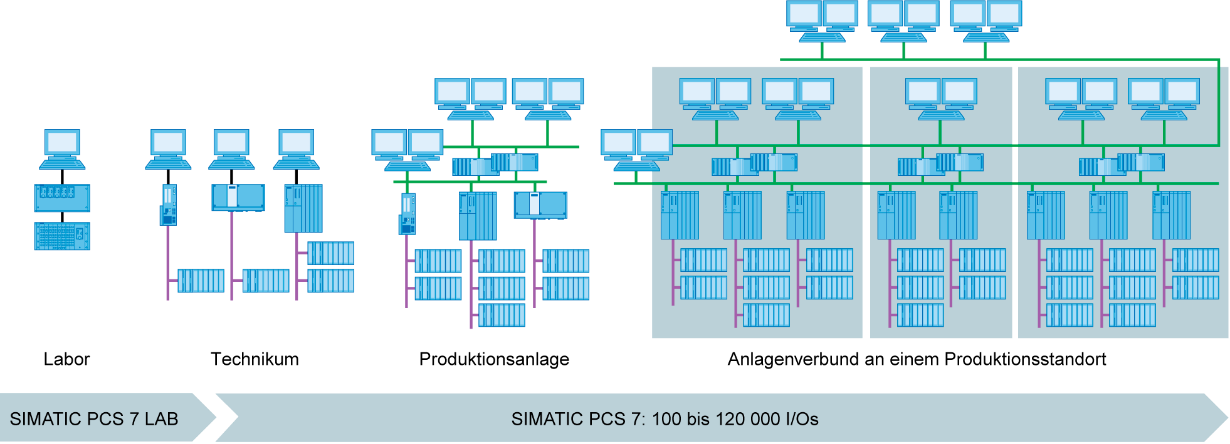 Labor
Technikum
Produktionsanlage
Anlagenverbund an einem Produktionsstandort
SIMATIC PCS 7 LAB
SIMATIC PCS 7: 100 bis 120 000 I/Os